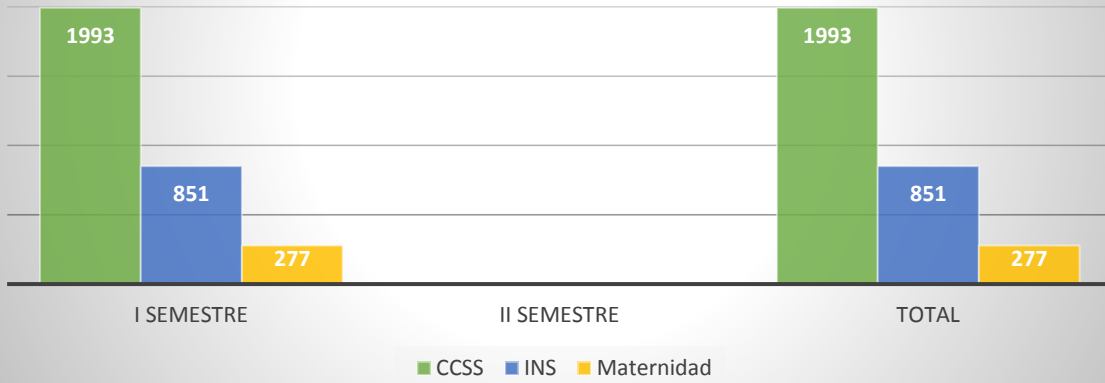 1993
851
277
1993
851
277
I SEMESTRE
II SEMESTRE
TOTAL
CCSS INS Maternidad